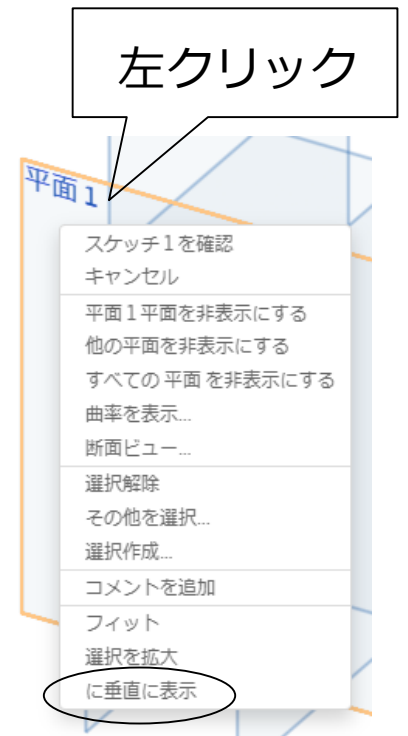 左クリック
平面1
スケッチ1を確認
キャンセル
平面1平面を非表示にする
他の平面を非表示にする
すべての 平面 を非表示にする
曲率を表示...
断面ビュー...
選択解除
その他を選択...
選択作成...
コメントを追加
フィット
選択を拡大
に垂直に表示